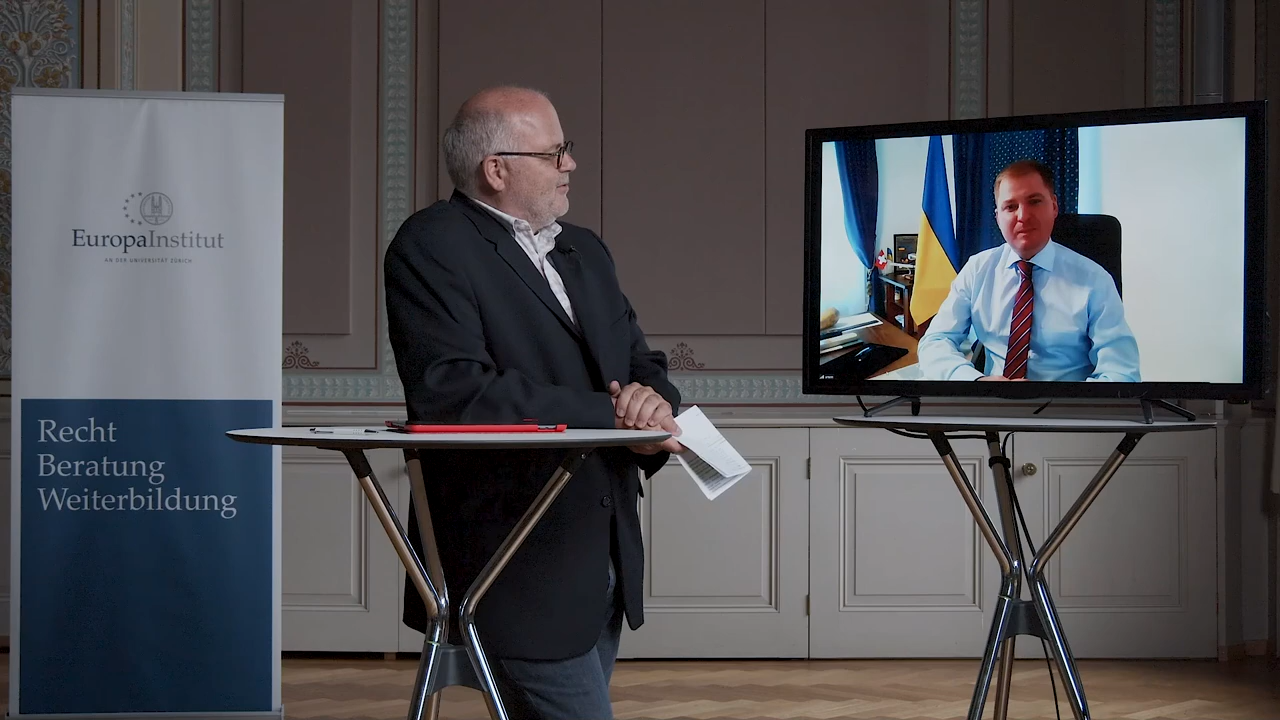 EuropaInstitut
AN DER UNIVERSITÄT ZÜRICH
Recht
Beratung
Weiterbildung